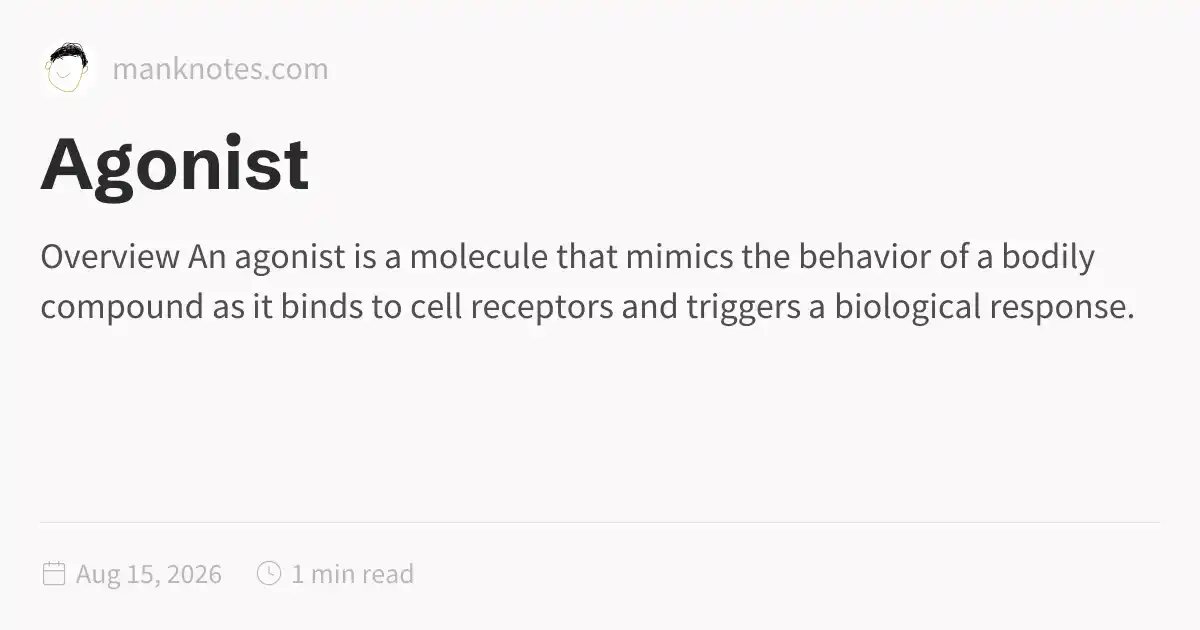 manknotes.com
Agonist
Overview An agonist is a molecule that mimics the behavior of a bodily
compound as it binds to cell receptors and triggers a biological response.
Aug 15, 2026 1 min read